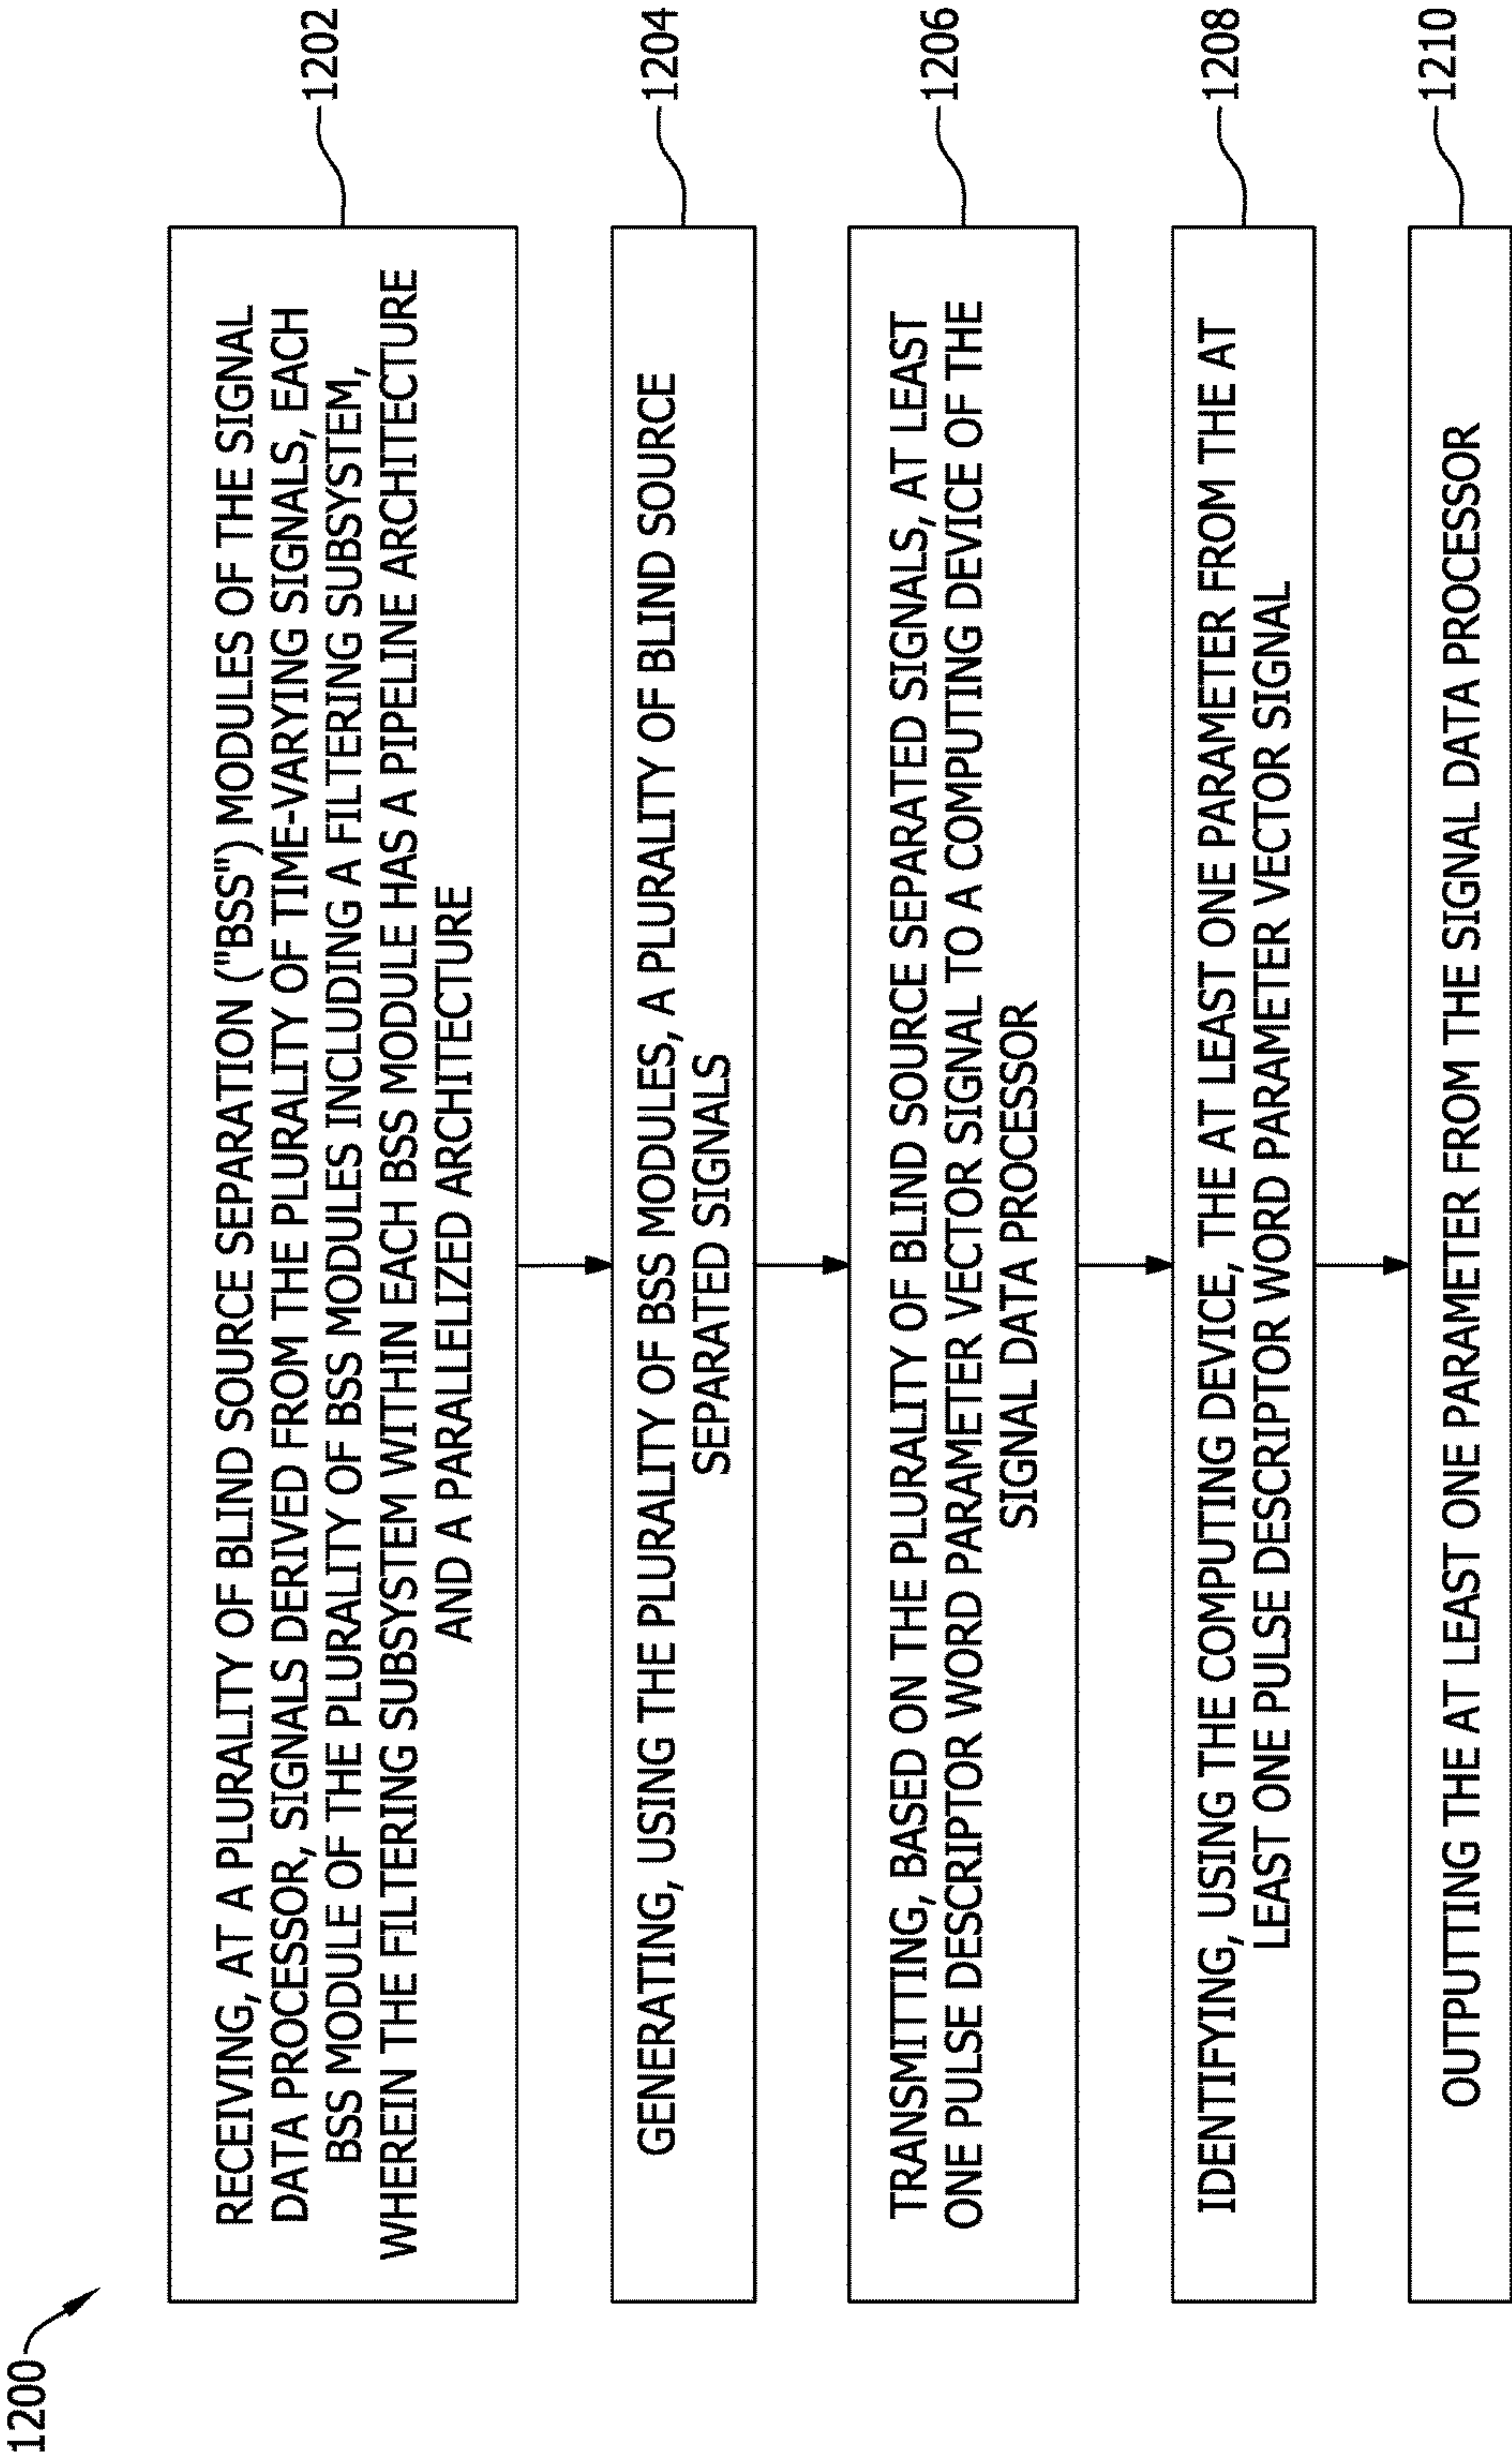 1200
RECEIVING, AT A PLURALITY OF BLIND SOURCE SEPARATION ("BSS") MODULES OF THE SIGNAL
DATA PROCESSOR, SIGNALS DERIVED FROM THE PLURALITY OF TIME-VARYING SIGNALS, EACH
BSS MODULE OF THE PLURALITY OF BSS MODULES INCLUDING A FILTERING SUBSYSTEM,
WHEREIN THE FILTERING SUBSYSTEM WITHIN EACH BSS MODULE HAS A PIPELINE ARCHITECTURE
AND A PARALLELIZED ARCHITECTURE
1202
GENERATING, USING THE PLURALITY OF BSS MODULES, A PLURALITY OF BLIND SOURCE
SEPARATED SIGNALS
1204
TRANSMITTING, BASED ON THE PLURALITY OF BLIND SOURCE SEPARATED SIGNALS, AT LEAST
ONE PULSE DESCRIPTOR WORD PARAMETER VECTOR SIGNAL TO A COMPUTING DEVICE OF THE
SIGNAL DATA PROCESSOR
1206
IDENTIFYING, USING THE COMPUTING DEVICE, THE AT LEAST ONE PARAMETER FROM THE AT
LEAST ONE PULSE DESCRIPTOR WORD PARAMETER VECTOR SIGNAL
1208
OUTPUTTING THE AT LEAST ONE PARAMETER FROM THE SIGNAL DATA PROCESSOR
1210